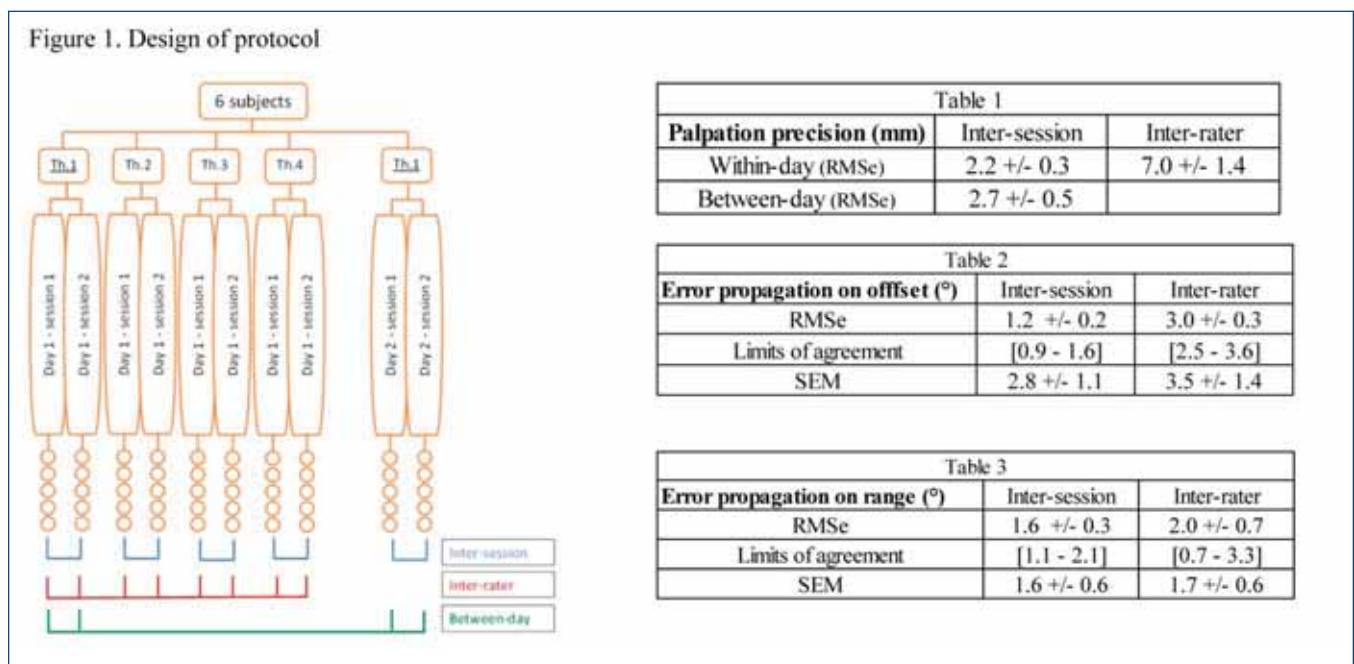 Figure 1. Design of protocol
6 subjects
Th.1
Th.2
Th.3
Th.4
Th.1
Day 1 - session 1
Day 1 - session 2
Day 1 - session 1
Day 1 - session 2
Day 1 - session 1
Day 1 - session 2
Day 1 - session 1
Day 1 - session 2
Day 2 - session 1
Day 2 - session 2
Inter-session
Inter-rater
Between-day
Table 1
Palpation precision (mm) Inter-session Inter-rater
Within-day (RMSe) 2.2 +/- 0.3 7.0 +/- 1.4
Between-day (RMSe) 2.7 +/- 0.5
Table 2
Error propagation on offfset (°) Inter-session Inter-rater
RMSe 1.2 +/- 0.2 3.0 +/- 0.3
Limits of agreement [0.9 - 1.6] [2.5 - 3.6]
SEM 2.8 +/- 1.1 3.5 +/- 1.4
Table 3
Error propagation on range (°) Inter-session Inter-rater
RMSe 1.6 +/- 0.3 2.0 +/- 0.7
Limits of agreement [1.1 - 2.1] [0.7 - 3.3]
SEM 1.6 +/- 0.6 1.7 +/- 0.6